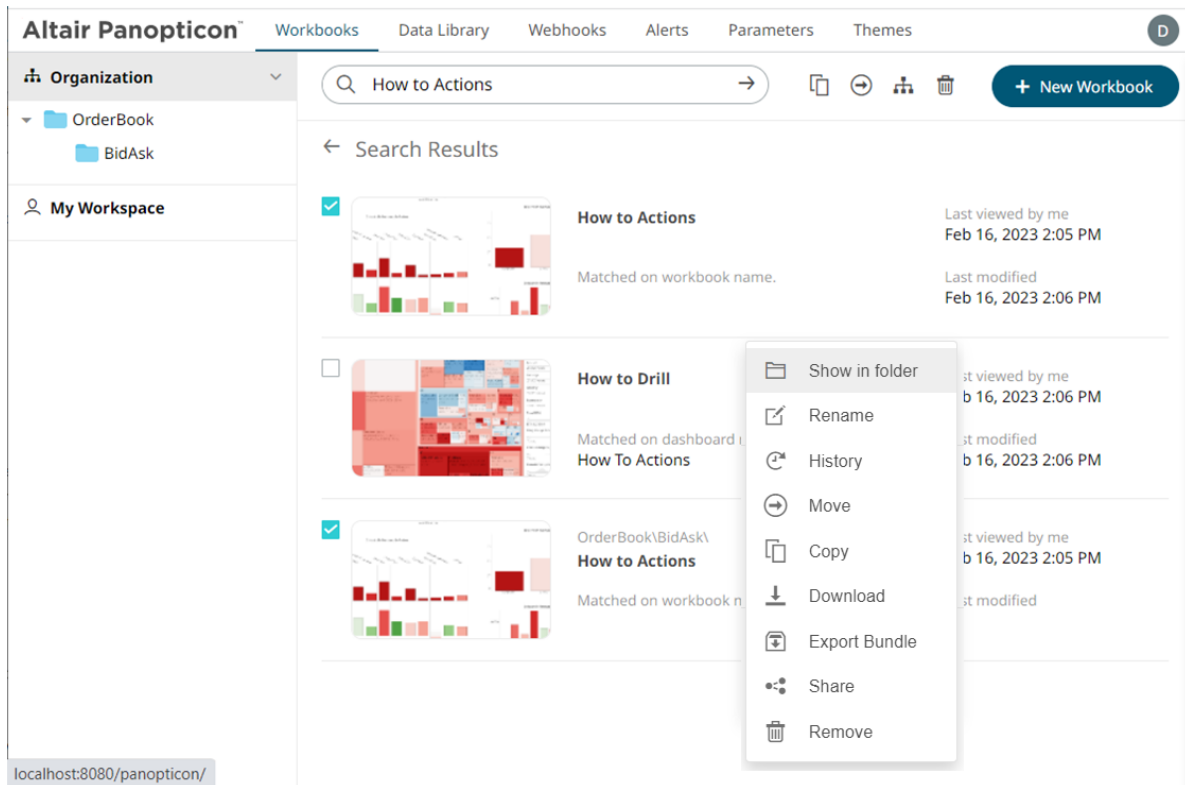 Altair Panopticon™ Workbooks Data Library Webhooks Alerts Parameters Themes D
Organization
OrderBook
BidAsk
My Workspace
How to Actions
+ New Workbook
Search Results
How to Actions
Matched on workbook name.
Last viewed by me
Feb 16, 2023 2:05 PM
Last modified
Feb 16, 2023 2:06 PM
How to Drill
Matched on dashboard
How To Actions
st viewed by me
b 16, 2023 2:06 PM
st modified
b 16, 2023 2:06 PM
OrderBook\BidAsk\
How to Actions
Matched on workbook n
st viewed by me
b 16, 2023 2:05 PM
st modified
Show in folder
Rename
History
Move
Copy
Download
Export Bundle
Share
Remove
localhost:8080/panopticon/